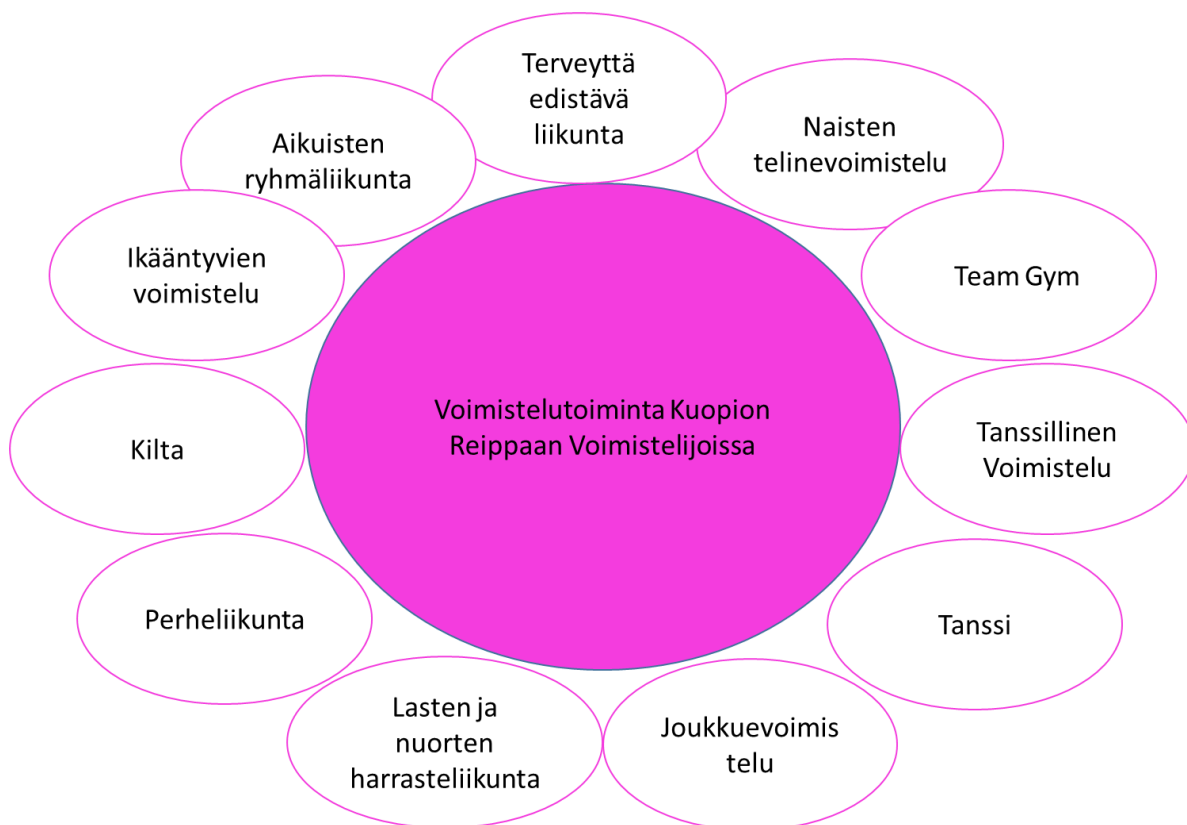 Terveyttä
edistävä
liikunta
Naisten
telinevoimistelu
Team Gym
Tanssillinen
Voimistelu
Tanssi
Joukkuevoimis
telu
Lasten ja
nuorten
harrasteliikunta
Perheliikunta
Kilta
Ikääntyvien
voimistelu
Aikuisten
ryhmäliikunta
Voimistelutoiminta Kuopion
Reippaan Voimistelijoissa